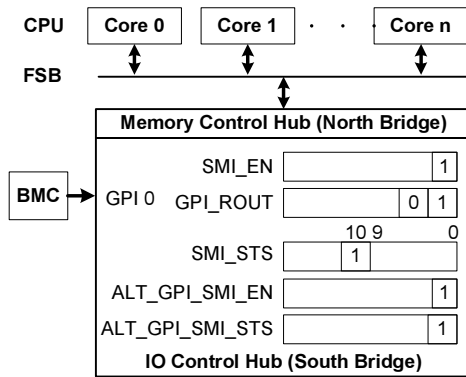 CPU Core 0 Core 1 · · · Core n
FSB
Memory Control Hub (North Bridge)
SMI_EN 1
BMC GPI 0 GPI_ROUT 0 1
10 9 0
SMI_STS 1
ALT_GPI_SMI_EN 1
ALT_GPI_SMI_STS 1
IO Control Hub (South Bridge)